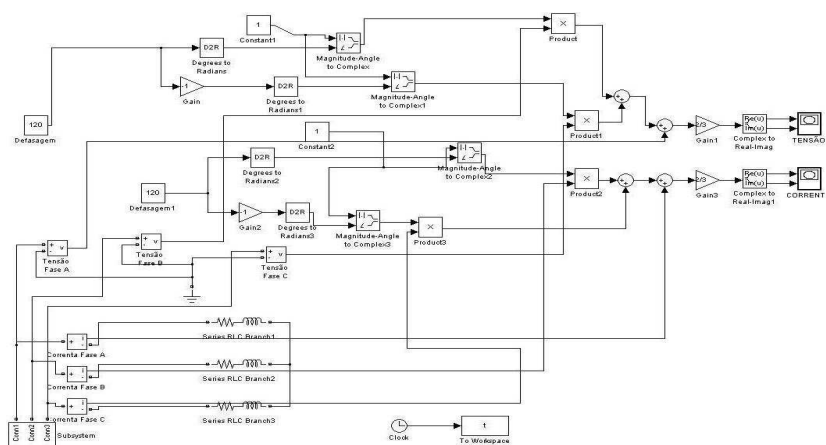 1
Constant1
D2R
Degrees to
Radians
|-|
∠
Magnitude-Angle
to Complex
×
Product
-1
Gain
D2R
Degrees to
Radians1
|-|
∠
Magnitude-Angle
to Complex1
120
Defasagem
1
Constant2
×
Product1
++
++
2/3
Gain1
Re(u)
Im(u)
Complex to
Real-Imag
TENSÃO
D2R
Degrees to
Radians2
|-|
∠
Magnitude-Angle
to Complex2
120
Defasagem1
-1
Gain2
D2R
Degrees to
Radians3
|-|
∠
Magnitude-Angle
to Complex3
×
Product3
×
Product2
++
++
2/3
Gain3
Re(u)
Im(u)
Complex to
Real-Imag1
CORRENT
+
-
v
Tensão
Fase A
+
-
v
Tensão
Fase B
+
-
v
Tensão
Fase C
+
i
-
Correnta Fase A
Series RLC Branch1
+
i
-
Correnta Fase B
Series RLC Branch2
+
i
-
Correnta Fase C
Series RLC Branch3
Conn1
Conn2
Conn3
Subsystem
Clock
t
To Workspace